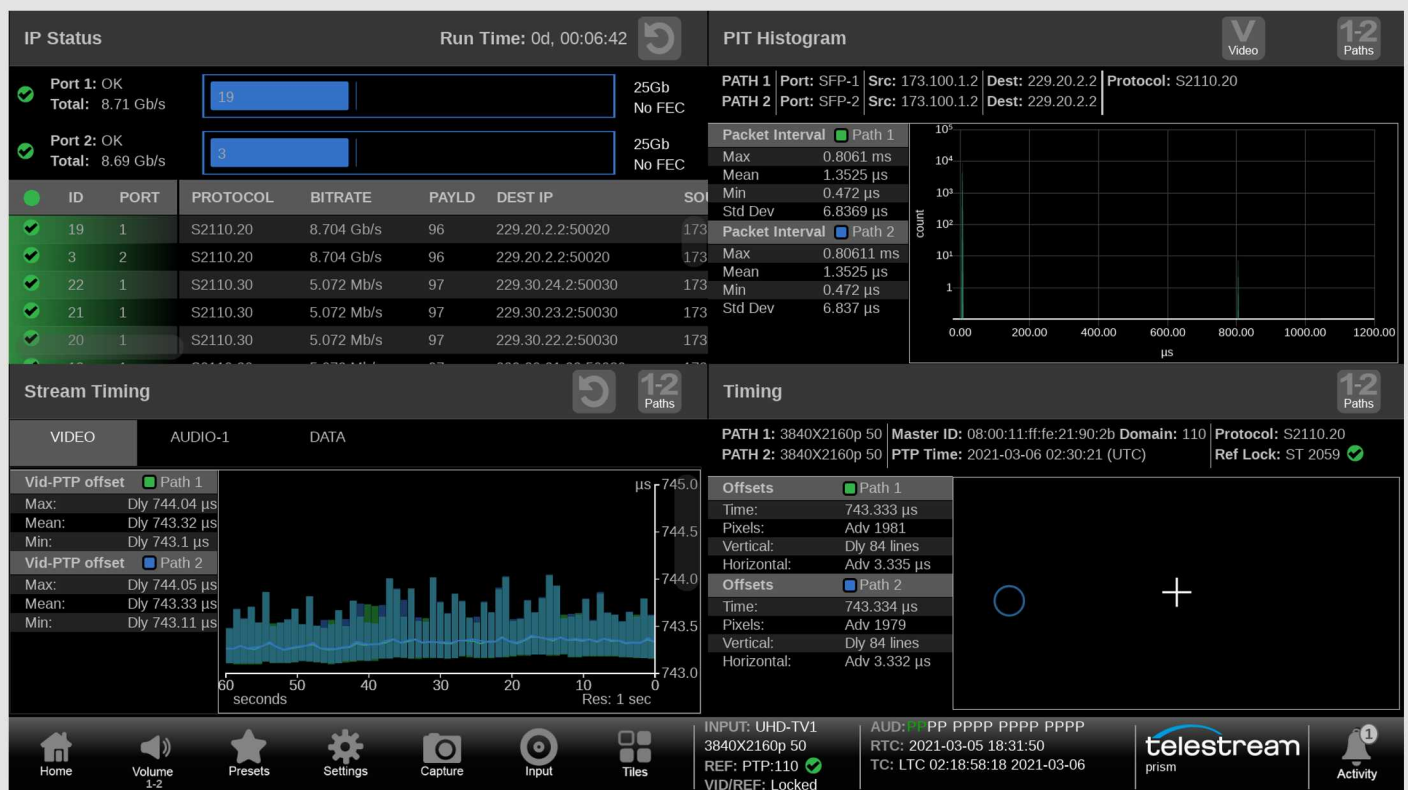 IP Status
Run Time: 0d, 00:06:42
Port 1: OK
Total: 8.71 Gb/s
19
25Gb
No FEC
Port 2: OK
Total: 8.69 Gb/s
3
25Gb
No FEC
ID PORT PROTOCOL BITRATE PAYLD DEST IP SOU
19 1 S2110.20 8.704 Gb/s 96 229.20.2.2:50020 173
3 2 S2110.20 8.704 Gb/s 96 229.20.2.2:50020 173
22 1 S2110.30 5.072 Mb/s 97 229.30.24.2:50030 173
21 1 S2110.30 5.072 Mb/s 97 229.30.23.2:50030 173
20 1 S2110.30 5.072 Mb/s 97 229.30.22.2:50030 173
PIT Histogram
V
Video
1-2
Paths
PATH 1 Port: SFP-1 Src: 173.100.1.2 Dest: 229.20.2.2 Protocol: S2110.20
PATH 2 Port: SFP-2 Src: 173.100.1.2 Dest: 229.20.2.2
Packet Interval Path 1
Max 0.8061 ms
Mean 1.3525 µs
Min 0.472 µs
Std Dev 6.8369 µs
Packet Interval Path 2
Max 0.80611 ms
Mean 1.3525 µs
Min 0.472 µs
Std Dev 6.837 µs
10⁵
10⁴
10³
10²
10¹
1
count
0.00 200.00 400.00 600.00 800.00 1000.00 1200.00
µs
Stream Timing
1-2
Paths
VIDEO AUDIO-1 DATA
Vid-PTP offset Path 1
Max: Dly 744.04 µs
Mean: Dly 743.32 µs
Min: Dly 743.1 µs
Vid-PTP offset Path 2
Max: Dly 744.05 µs
Mean: Dly 743.33 µs
Min: Dly 743.11 µs
µs 745.0
744.5
744.0
743.5
743.0
60 50 40 30 20 10 0
seconds Res: 1 sec
Timing
1-2
Paths
PATH 1: 3840X2160p 50 Master ID: 08:00:11:ff:fe:21:90:2b Domain: 110 Protocol: S2110.20
PATH 2: 3840X2160p 50 PTP Time: 2021-03-06 02:30:21 (UTC) Ref Lock: ST 2059
Offsets Path 1
Time: 743.333 µs
Pixels: Adv 1981
Vertical: Dly 84 lines
Horizontal: Adv 3.335 µs
Offsets Path 2
Time: 743.334 µs
Pixels: Adv 1979
Vertical: Dly 84 lines
Horizontal: Adv 3.332 µs
Home
Volume
1-2
Presets
Settings
Capture
Input
Tiles
INPUT: UHD-TV1
3840X2160p 50
REF: PTP:110
VID/REF: Locked
AUD:PPPP PPPP PPPP PPPP
RTC: 2021-03-05 18:31:50
TC: LTC 02:18:58:18 2021-03-06
telestream
prism
1
Activity